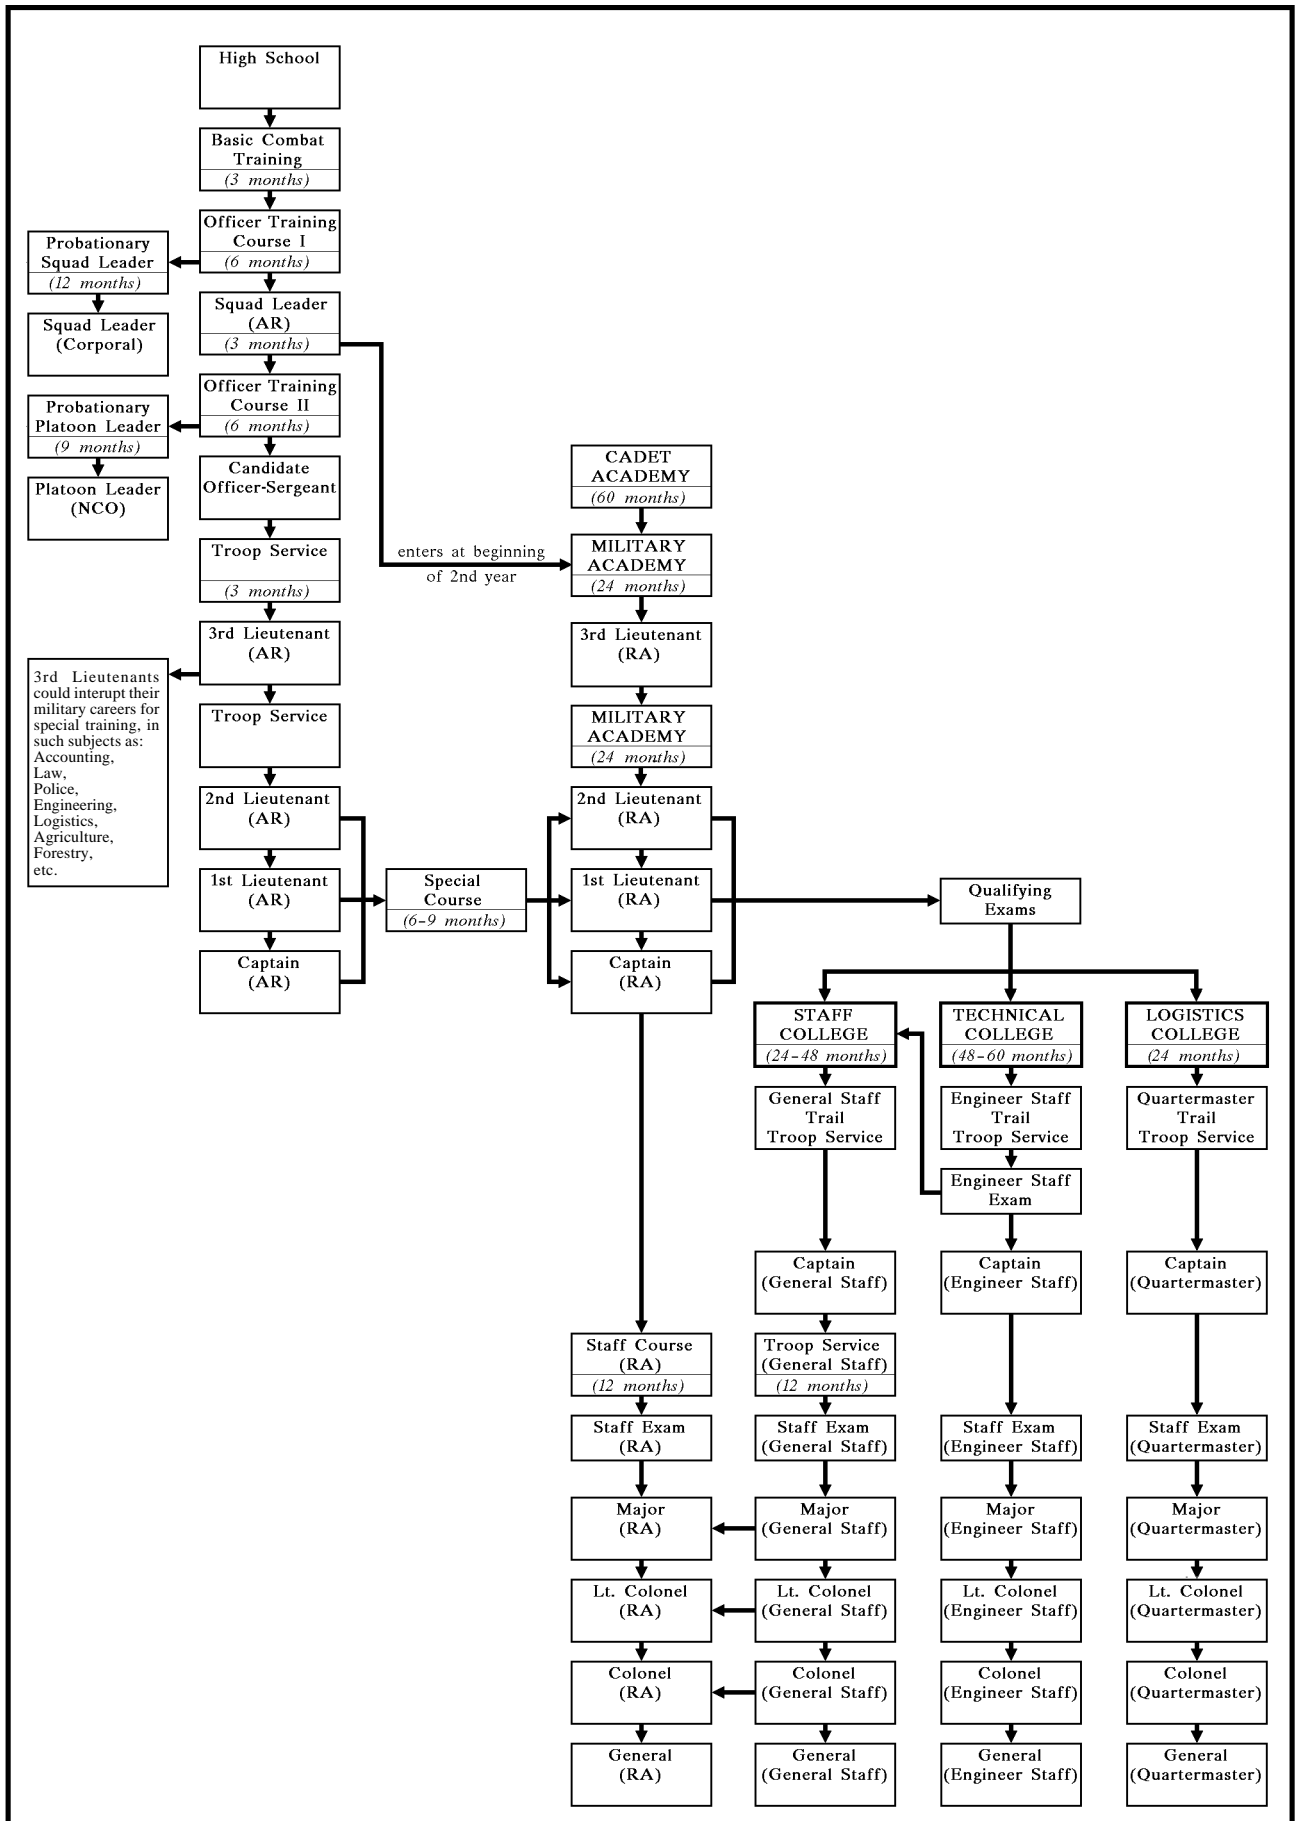 High School
Basic Combat
Training
(3 months)
Officer Training
Course I
(6 months)
Probationary
Squad Leader
(12 months)
Squad Leader
(Corporal)
Squad Leader
(AR)
(3 months)
Officer Training
Course II
(6 months)
Probationary
Platoon Leader
(9 months)
Platoon Leader
(NCO)
Candidate
Officer-Sergeant
Troop Service
(3 months)
3rd Lieutenant
(AR)
3rd Lieutenants
could interupt their
military careers for
special training, in
such subjects as:
Accounting,
Law,
Police,
Engineering,
Logistics,
Agriculture,
Forestry,
etc.
Troop Service
2nd Lieutenant
(AR)
1st Lieutenant
(AR)
Captain
(AR)
enters at beginning
of 2nd year
Special
Course
(6-9 months)
CADET
ACADEMY
(60 months)
MILITARY
ACADEMY
(24 months)
3rd Lieutenant
(RA)
MILITARY
ACADEMY
(24 months)
2nd Lieutenant
(RA)
1st Lieutenant
(RA)
Captain
(RA)
Qualifying
Exams
STAFF
COLLEGE
(24-48 months)
TECHNICAL
COLLEGE
(48-60 months)
LOGISTICS
COLLEGE
(24 months)
General Staff
Trail
Troop Service
Engineer Staff
Trail
Troop Service
Quartermaster
Trail
Troop Service
Engineer Staff
Exam
Captain
(General Staff)
Captain
(Engineer Staff)
Captain
(Quartermaster)
Staff Course
(RA)
(12 months)
Troop Service
(General Staff)
(12 months)
Staff Exam
(RA)
Staff Exam
(General Staff)
Staff Exam
(Engineer Staff)
Staff Exam
(Quartermaster)
Major
(RA)
Major
(General Staff)
Major
(Engineer Staff)
Major
(Quartermaster)
Lt. Colonel
(RA)
Lt. Colonel
(General Staff)
Lt. Colonel
(Engineer Staff)
Lt. Colonel
(Quartermaster)
Colonel
(RA)
Colonel
(General Staff)
Colonel
(Engineer Staff)
Colonel
(Quartermaster)
General
(RA)
General
(General Staff)
General
(Engineer Staff)
General
(Quartermaster)